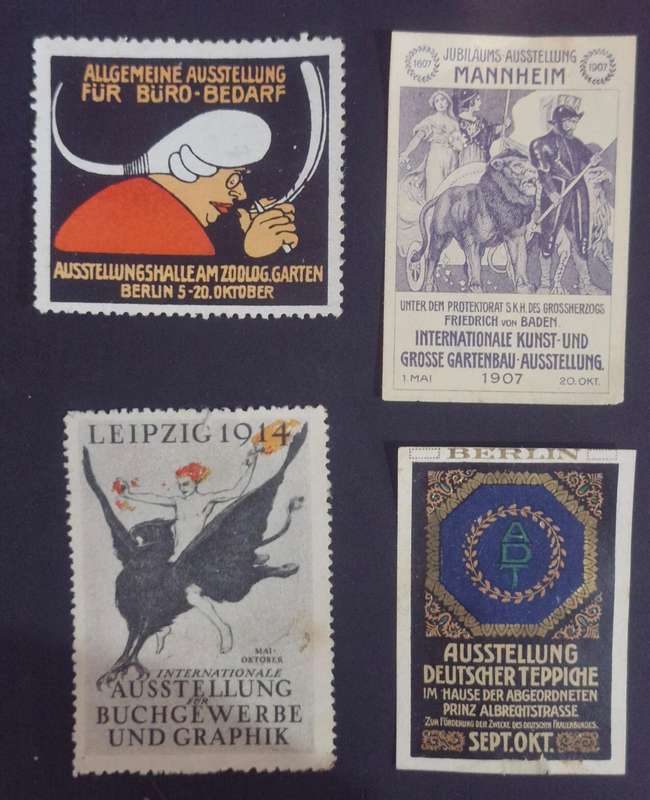 ALLGEMEINE AUSSTELLUNG
FÜR BÜRO-BEDARF
AUSSTELLUNGSHALLE AM ZOOLOG. GARTEN
BERLIN 5-20. OKTOBER
1607 1907
JUBILÄUMS-AUSSTELLUNG
MANNHEIM
UNTER DEM PROTEKTORAT S.K.H. DES GROSSHERZOGS
FRIEDRICH VON BADEN
INTERNATIONALE KUNST- UND
GROSSE GARTENBAU-AUSSTELLUNG.
1. MAI 1907 20. OKT.
LEIPZIG 1914
MAI-
OKTOBER
INTERNATIONALE
AUSSTELLUNG
FÜR
BUCHGEWERBE
UND GRAPHIK
BERLIN
ADT
AUSSTELLUNG
DEUTSCHER TEPPICHE
IM HAUSE DER ABGEORDNETEN
PRINZ ALBRECHTSTRASSE
ZUR FÖRDERUNG DER ZWECKE DES DEUTSCHEN FRAUENBUNDES.
SEPT. OKT.